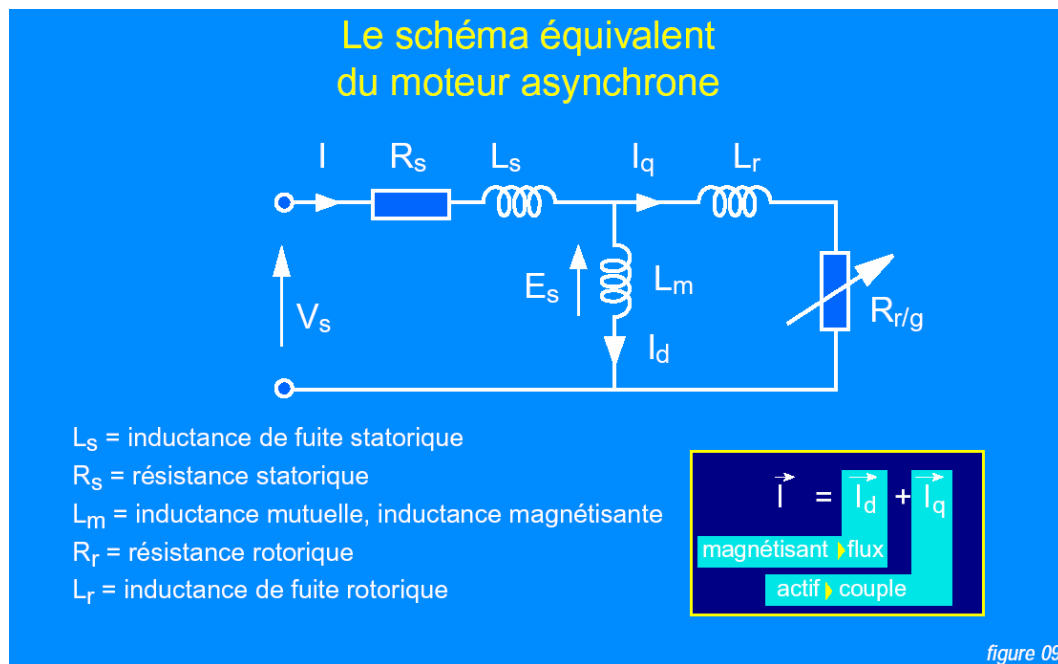 Le schéma équivalent
du moteur asynchrone
I Rs Ls Iq Lr
Vs Es Lm Id Rr/g
Ls = inductance de fuite statorique
Rs = résistance statorique
Lm = inductance mutuelle, inductance magnétisante
Rr = résistance rotorique
Lr = inductance de fuite rotorique
I = Id + Iq
magnétisant flux
actif couple
figure 09